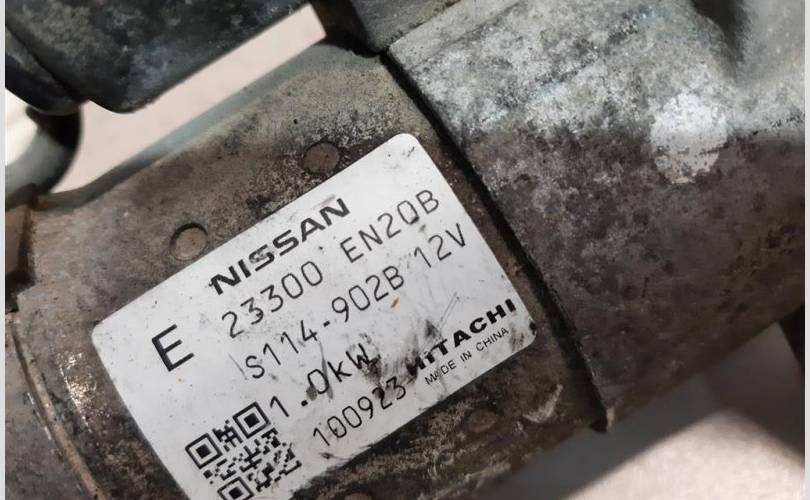 NISSAN
E 23300 EN20B
S114-902B 12V
1.0kW HITACHI
100923 MADE IN CHINA